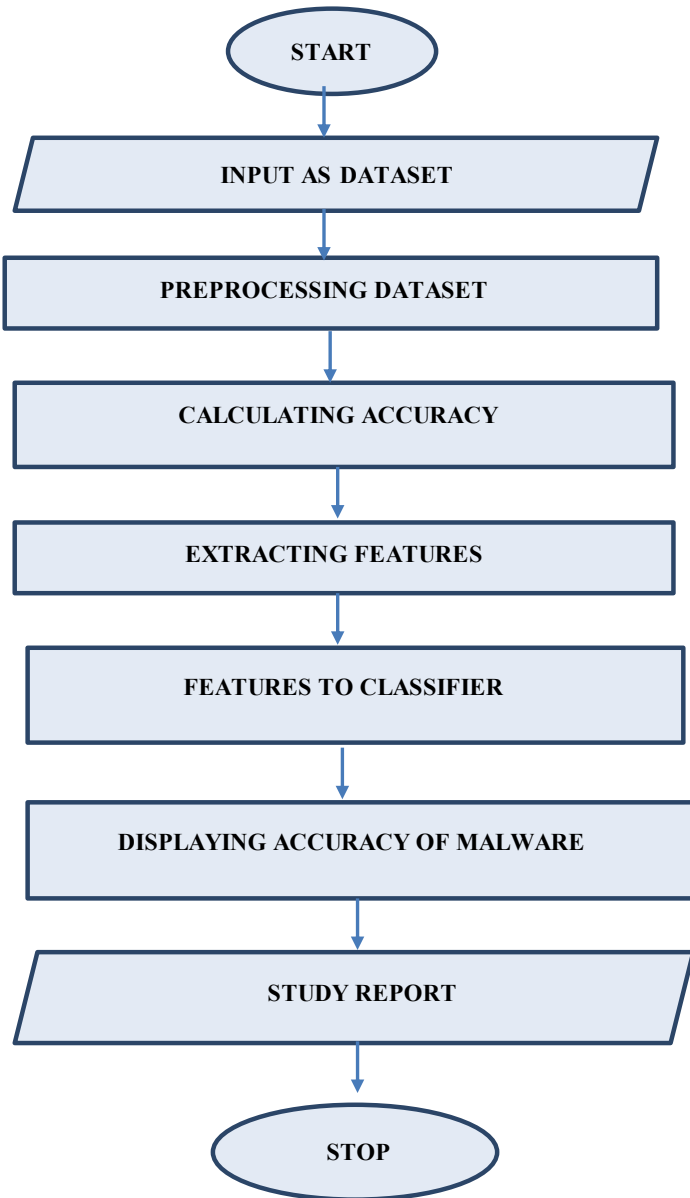 START
INPUT AS DATASET
PREPROCESSING DATASET
CALCULATING ACCURACY
EXTRACTING FEATURES
FEATURES TO CLASSIFIER
DISPLAYING ACCURACY OF MALWARE
STUDY REPORT
STOP